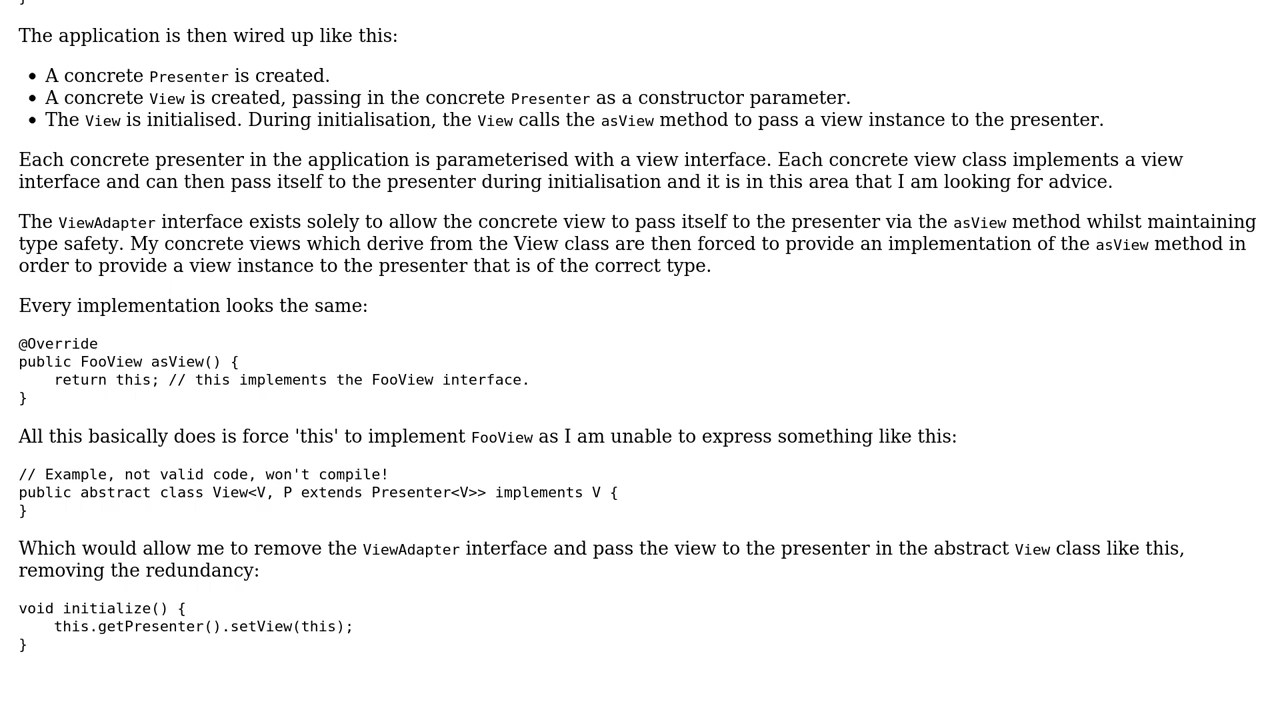 }
The application is then wired up like this:
• A concrete Presenter is created.
• A concrete View is created, passing in the concrete Presenter as a constructor parameter.
• The View is initialised. During initialisation, the View calls the asView method to pass a view instance to the presenter.
Each concrete presenter in the application is parameterised with a view interface. Each concrete view class implements a view
interface and can then pass itself to the presenter during initialisation and it is in this area that I am looking for advice.
The ViewAdapter interface exists solely to allow the concrete view to pass itself to the presenter via the asView method whilst maintaining
type safety. My concrete views which derive from the View class are then forced to provide an implementation of the asView method in
order to provide a view instance to the presenter that is of the correct type.
Every implementation looks the same:
@Override
public FooView asView() {
    return this; // this implements the FooView interface.
}
All this basically does is force 'this' to implement FooView as I am unable to express something like this:
// Example, not valid code, won't compile!
public abstract class View<V, P extends Presenter<V>> implements V {
}
Which would allow me to remove the ViewAdapter interface and pass the view to the presenter in the abstract View class like this,
removing the redundancy:
void initialize() {
    this.getPresenter().setView(this);
}